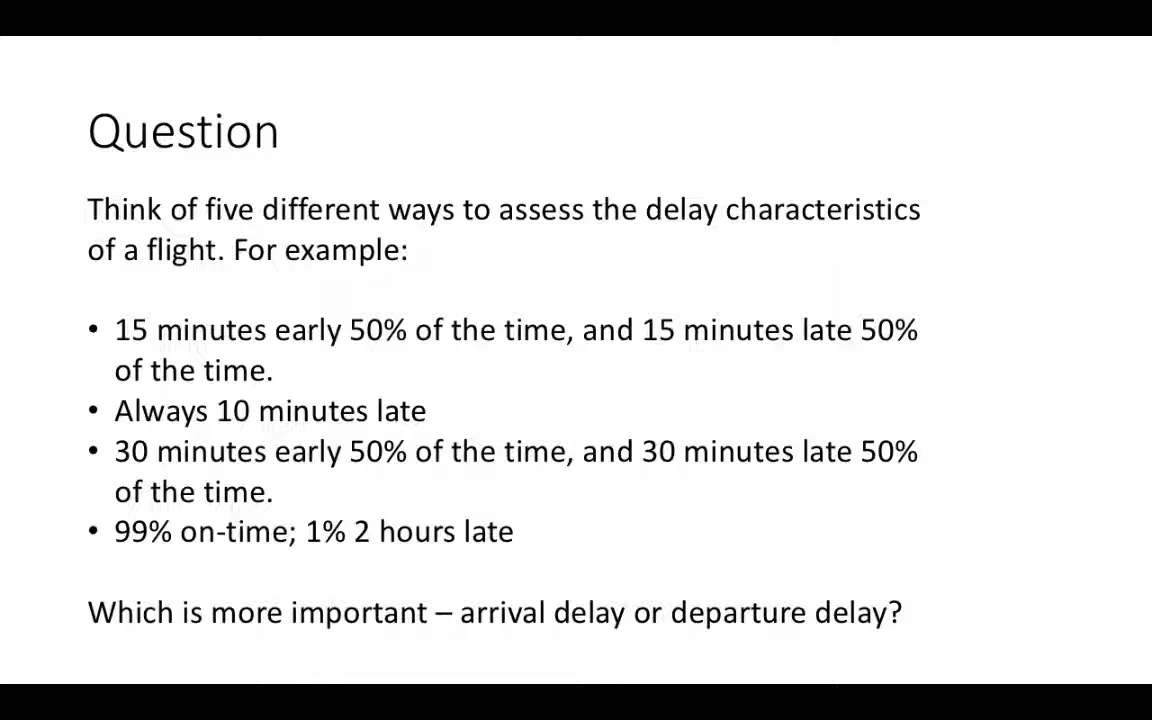 Question
Think of five different ways to assess the delay characteristics
of a flight. For example:
• 15 minutes early 50% of the time, and 15 minutes late 50%
of the time.
• Always 10 minutes late
• 30 minutes early 50% of the time, and 30 minutes late 50%
of the time.
• 99% on-time; 1% 2 hours late
Which is more important – arrival delay or departure delay?